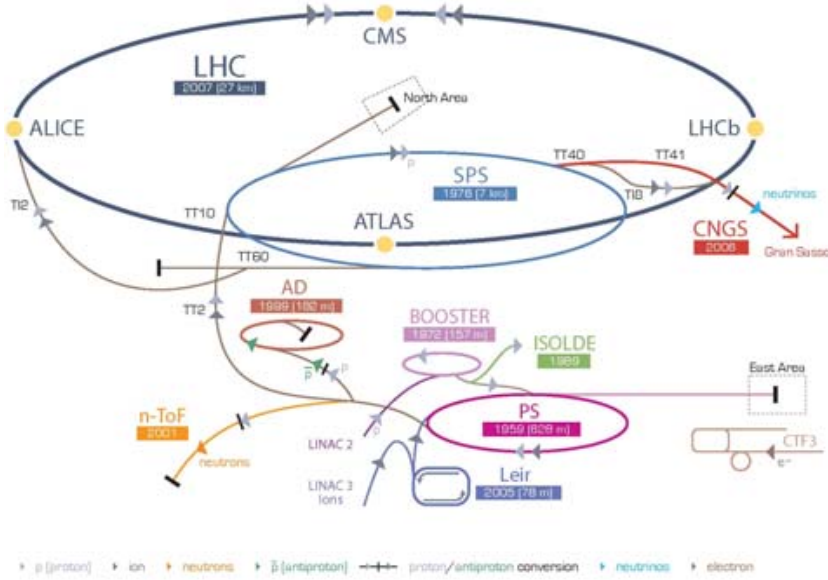 CMS
LHC
2007 (27 km)
North Area
ALICE
LHCb
TT40
TT41
SPS
1976 (7 km)
p
TI8
neutrinos
TI2
TT10
ATLAS
CNGS
2006
Gran Sasso
TT60
AD
1999 (182 m)
TT2
BOOSTER
1972 (157 m)
ISOLDE
1989
p
p̄
East Area
n-ToF
2001
PS
1959 (628 m)
LINAC 2
p
neutrons
CTF3
e-
LINAC 3
Ions
Leir
2005 (78 m)
p (proton) ion neutrons p̄ (antiproton) proton/antiproton conversion neutrinos electron